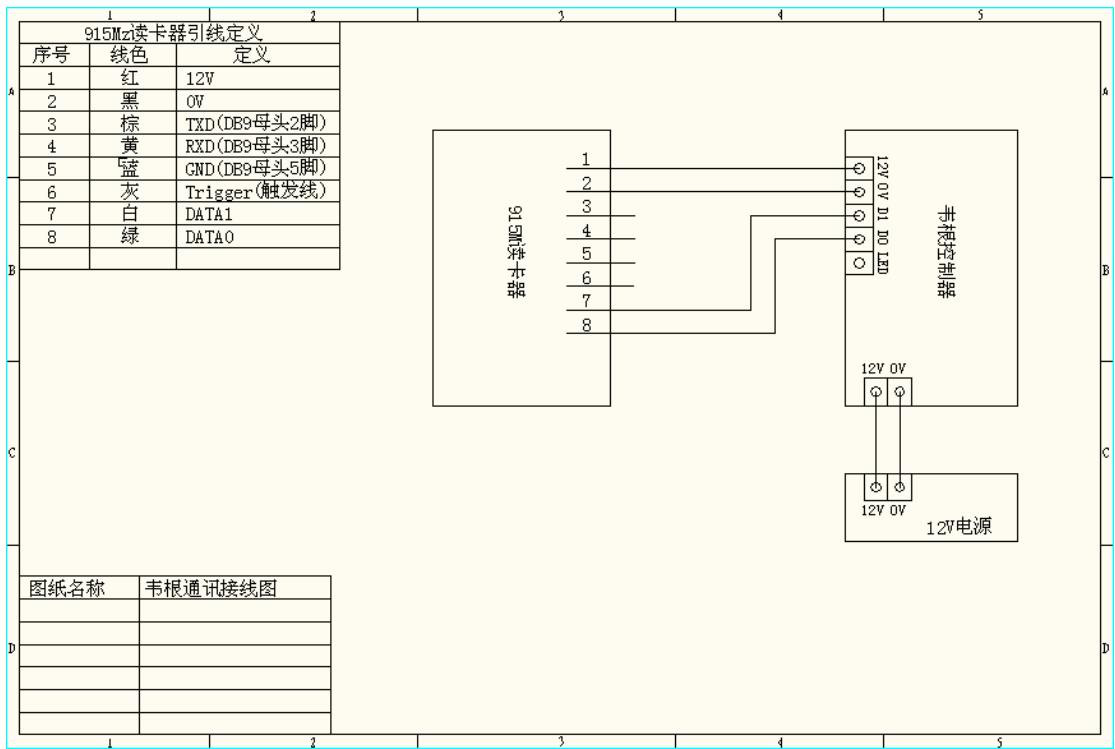 1 2 3 4 5
915Mz读卡器引线定义
序号 线色 定义
1 红 12V
2 黑 0V
3 棕 TXD(DB9母头2脚)
4 黄 RXD(DB9母头3脚)
5 蓝 GND(DB9母头5脚)
6 灰 Trigger(触发线)
7 白 DATA1
8 绿 DATA0
915M读卡器
1
2
3
4
5
6
7
8
12V 0V D1 D0 LED
韦根控制器
12V 0V
12V 0V
12V电源
图纸名称 韦根通讯接线图
A A
B B
C C
D D
1 2 3 4 5